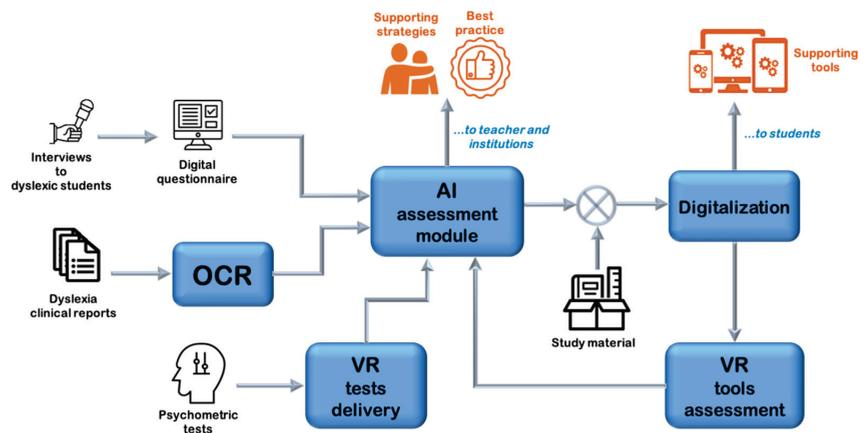 Supporting
strategies
Best
practice
Supporting
tools
...to teacher and
institutions
...to students
Interviews
to
dyslexic students
Digital
questionnaire
AI
assessment
module
Digitalization
OCR
Dyslexia
clinical reports
Study material
VR
tests
delivery
VR
tools
assessment
Psychometric
tests